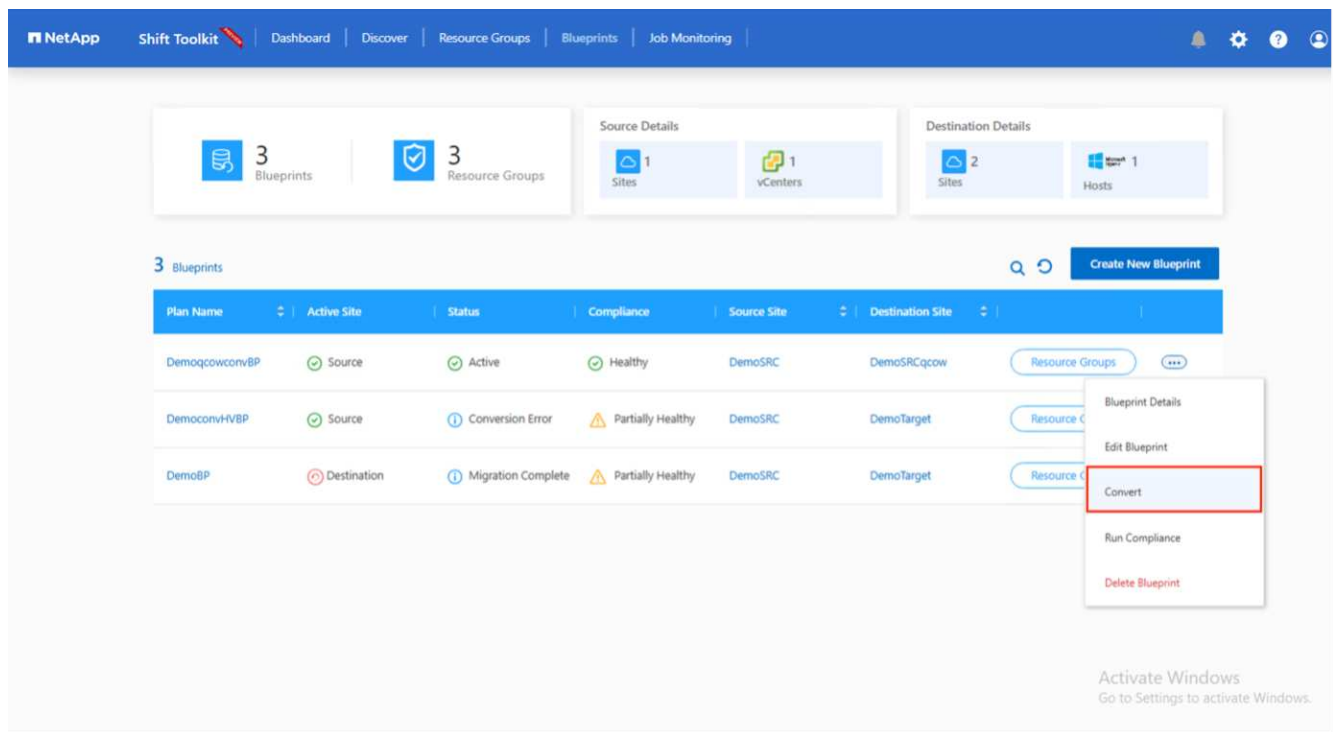 NetApp Shift Toolkit Dashboard Discover Resource Groups Blueprints Job Monitoring
Source Details Destination Details
3 Blueprints
3 Resource Groups
1 Sites
1 vCenters
2 Sites
Microsoft Hyper-V 1 Hosts
3 Blueprints Create New Blueprint
Plan Name Active Site Status Compliance Source Site Destination Site
DemoqcowconvBP Source Active Healthy DemoSRC DemoSRCqcow Resource Groups
DemoconvHVBP Source Conversion Error Partially Healthy DemoSRC DemoTarget Resource
DemoBP Destination Migration Complete Partially Healthy DemoSRC DemoTarget Resource
Blueprint Details
Edit Blueprint
Convert
Run Compliance
Delete Blueprint
Activate Windows
Go to Settings to activate Windows.